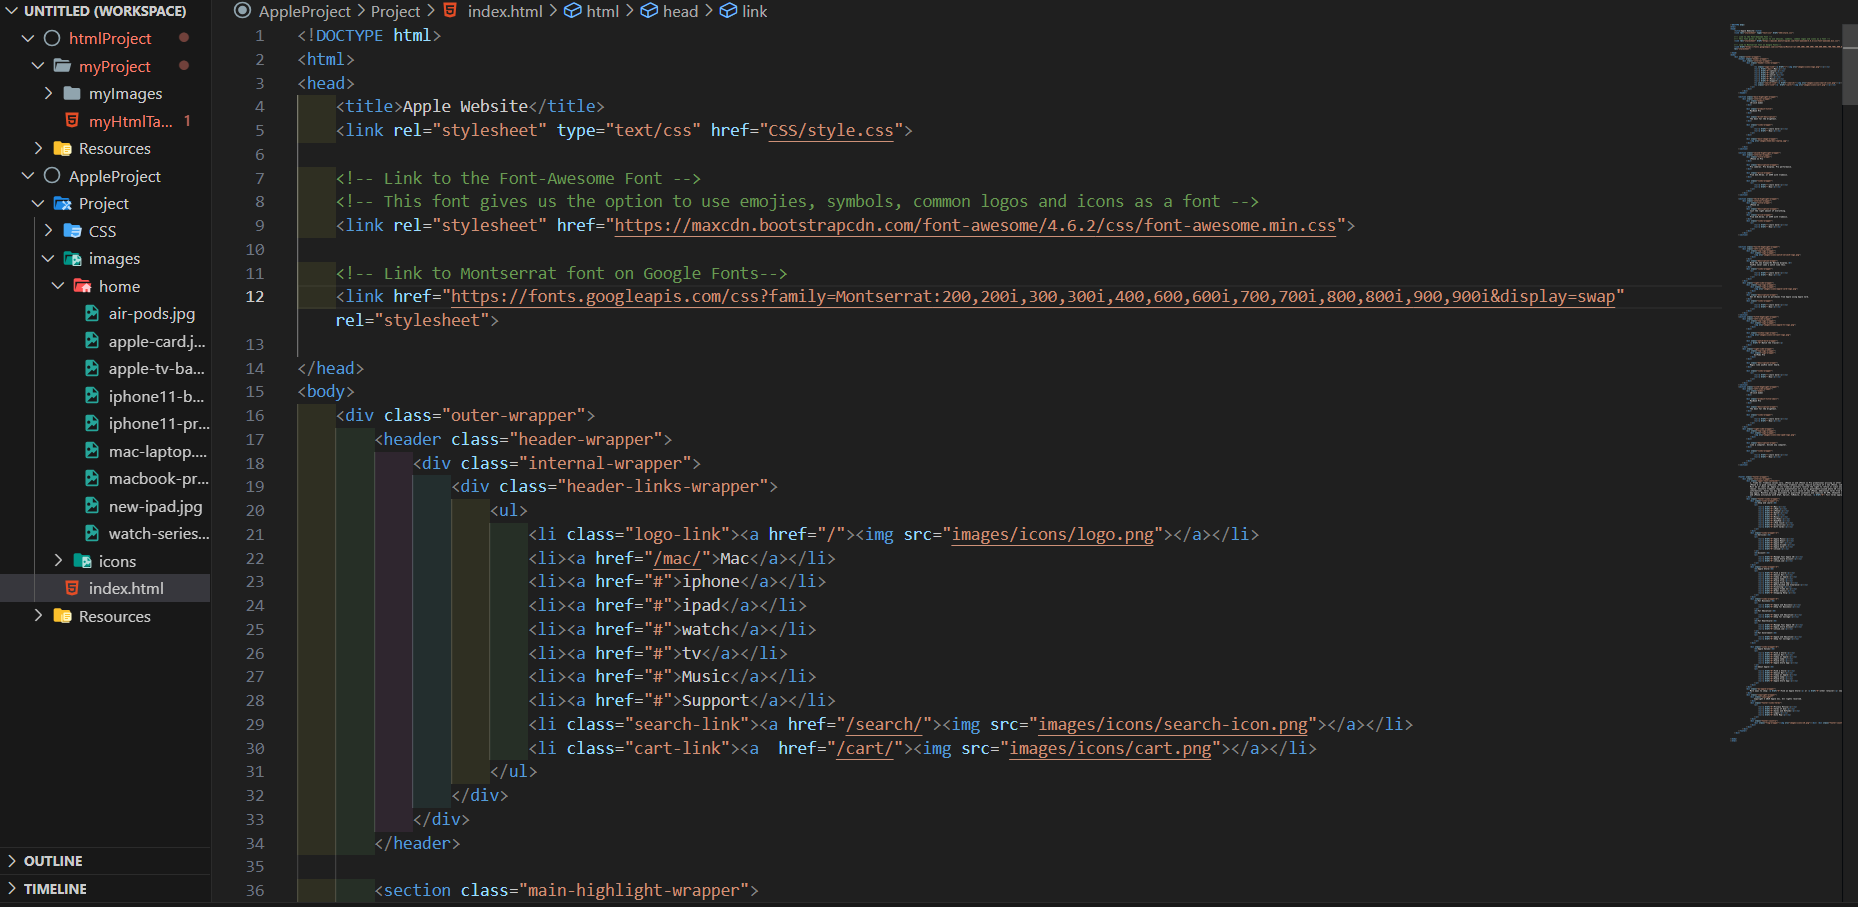 UNTITLED (WORKSPACE)
htmlProject
myProject
myImages
myHtmlTa... 1
Resources
AppleProject
Project
CSS
images
home
air-pods.jpg
apple-card.j...
apple-tv-ba...
iphone11-b...
iphone11-pr...
mac-laptop....
macbook-pr...
new-ipad.jpg
watch-series...
icons
index.html
Resources
OUTLINE
TIMELINE
AppleProject > Project > index.html > html > head > link
1 <!DOCTYPE html>
2 <html>
3 <head>
4 <title>Apple Website</title>
5 <link rel="stylesheet" type="text/css" href="CSS/style.css">
6
7 <!-- Link to the Font-Awesome Font -->
8 <!-- This font gives us the option to use emojies, symbols, common logos and icons as a font -->
9 <link rel="stylesheet" href="https://maxcdn.bootstrapcdn.com/font-awesome/4.6.2/css/font-awesome.min.css">
10
11 <!-- Link to Montserrat font on Google Fonts-->
12 <link href="https://fonts.googleapis.com/css?family=Montserrat:200,200i,300,300i,400,600,600i,700,700i,800,800i,900,900i&display=swap"
rel="stylesheet">
13
14 </head>
15 <body>
16 <div class="outer-wrapper">
17 <header class="header-wrapper">
18 <div class="internal-wrapper">
19 <div class="header-links-wrapper">
20 <ul>
21 <li class="logo-link"><a href="/"><img src="images/icons/logo.png"></a></li>
22 <li><a href="/mac/">Mac</a></li>
23 <li><a href="#">iphone</a></li>
24 <li><a href="#">ipad</a></li>
25 <li><a href="#">watch</a></li>
26 <li><a href="#">tv</a></li>
27 <li><a href="#">Music</a></li>
28 <li><a href="#">Support</a></li>
29 <li class="search-link"><a href="/search/"><img src="images/icons/search-icon.png"></a></li>
30 <li class="cart-link"><a  href="/cart/"><img src="images/icons/cart.png"></a></li>
31 </ul>
32 </div>
33 </div>
34 </header>
35
36 <section class="main-highlight-wrapper">